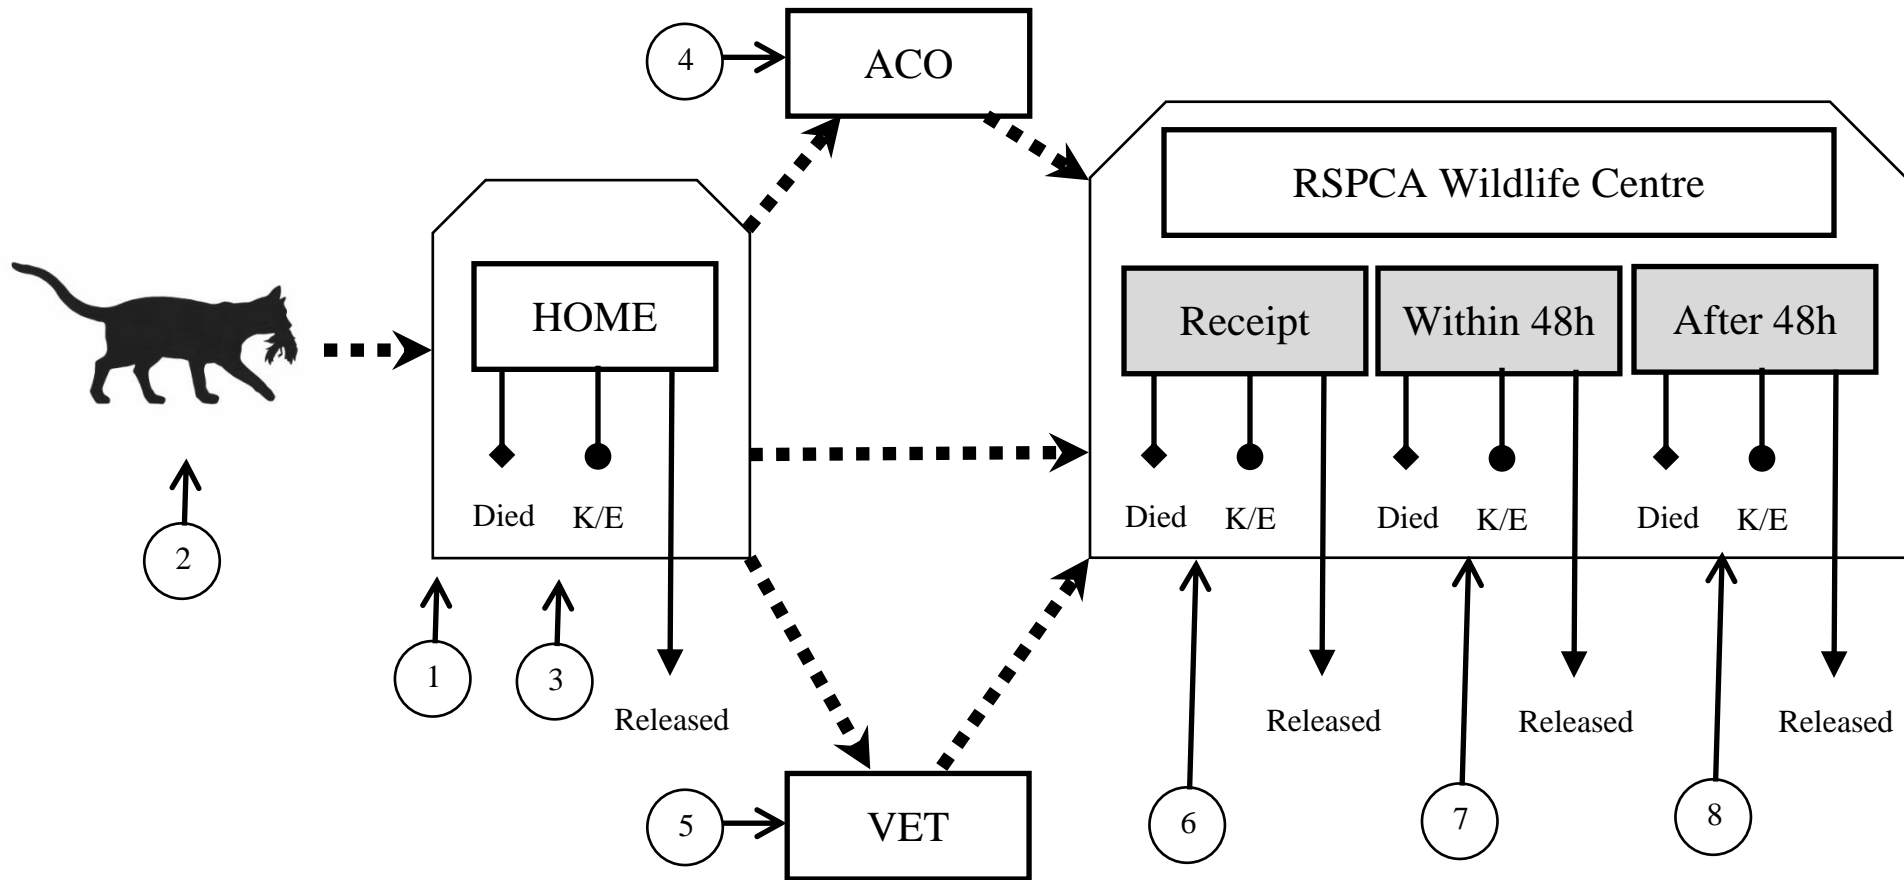 4
ACO
RSPCA Wildlife Centre
HOME
Receipt
Within 48h
After 48h
Died
K/E
Died
K/E
Died
K/E
Died
K/E
2
1
3
Released
Released
Released
Released
5
VET
6
7
8